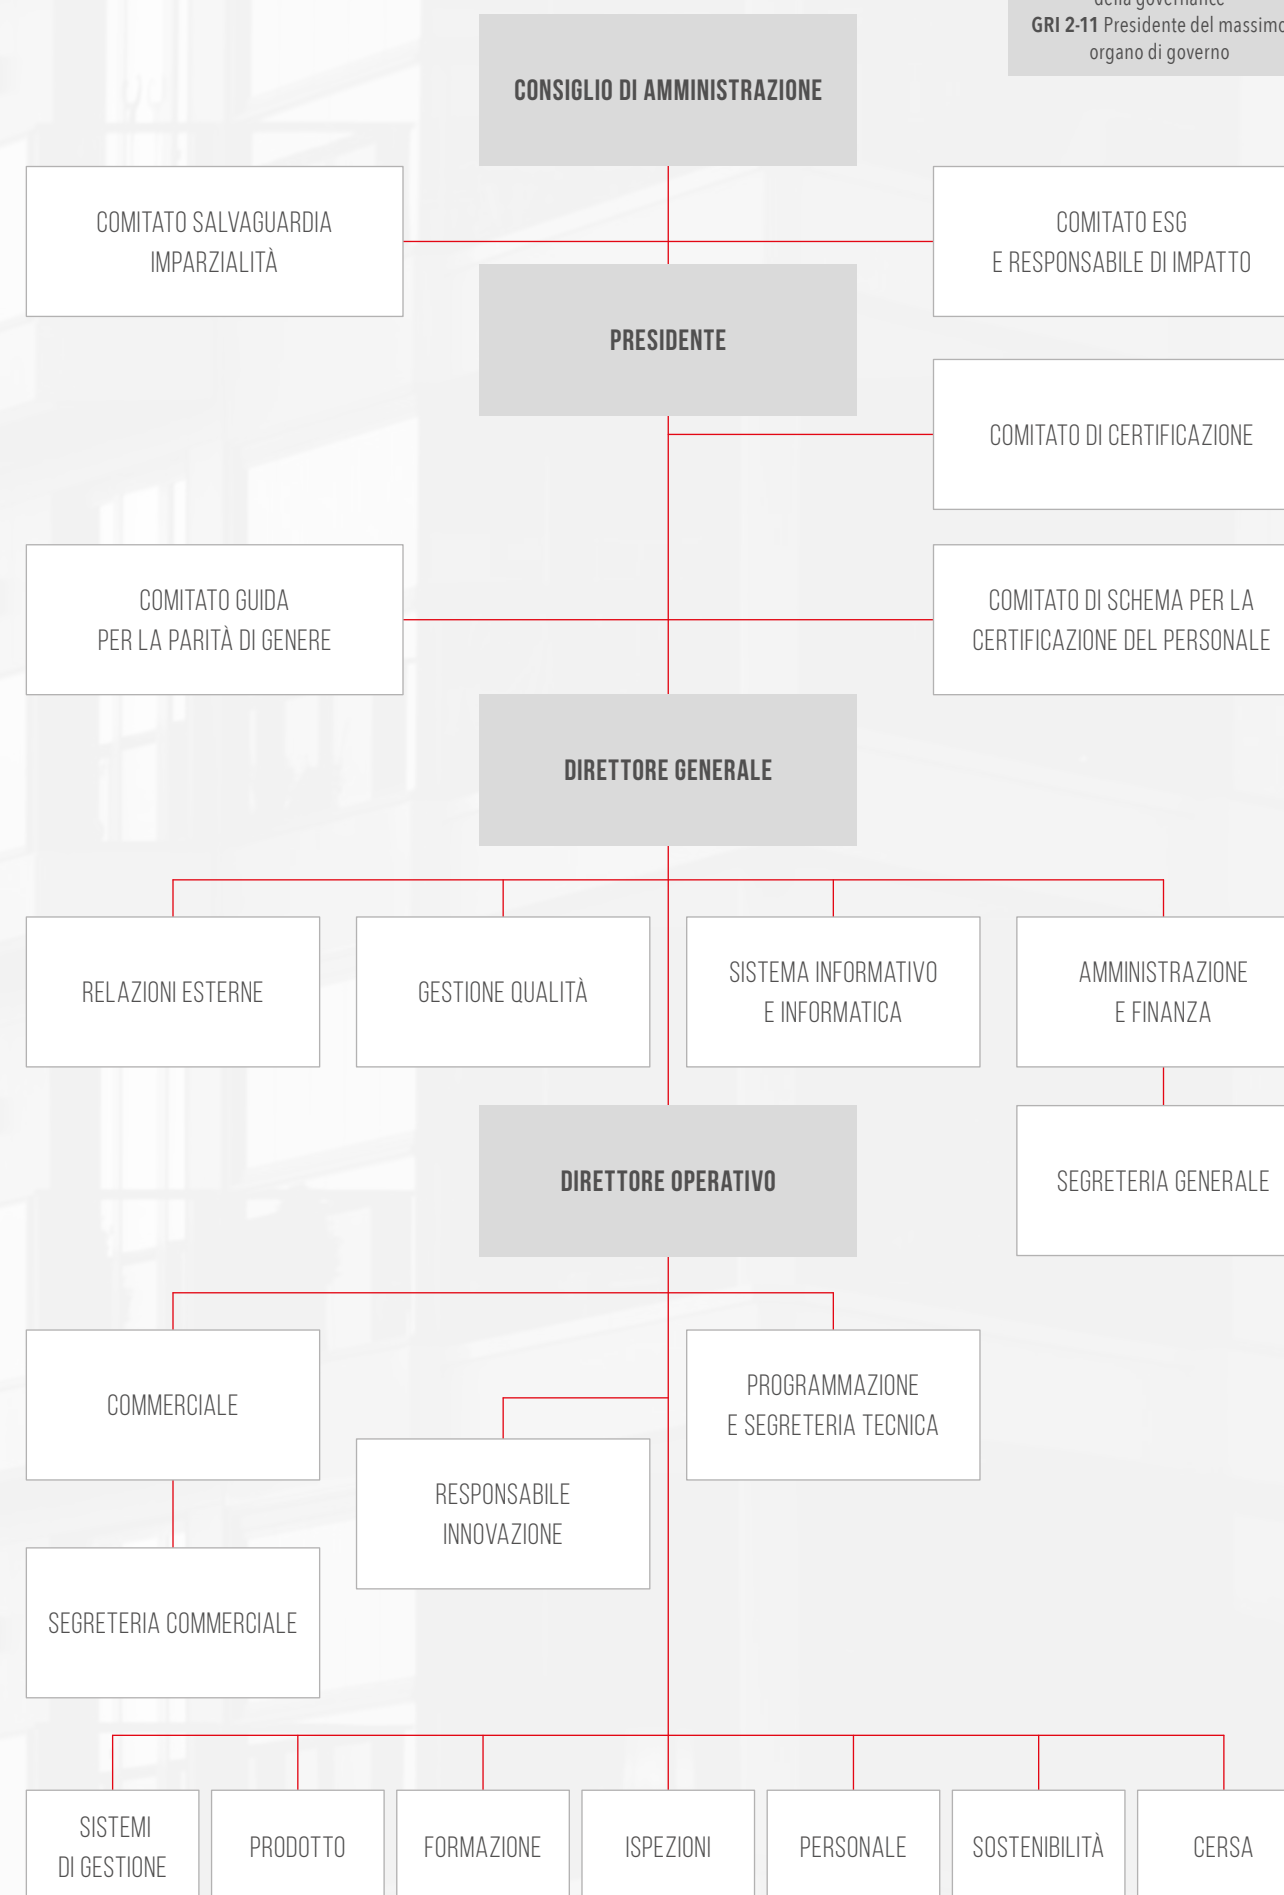 della governance
GRI 2-11 Presidente del massimo
organo di governo
CONSIGLIO DI AMMINISTRAZIONE
COMITATO SALVAGUARDIA
IMPARZIALITÀ
COMITATO ESG
E RESPONSABILE DI IMPATTO
PRESIDENTE
COMITATO DI CERTIFICAZIONE
COMITATO GUIDA
PER LA PARITÀ DI GENERE
COMITATO DI SCHEMA PER LA
CERTIFICAZIONE DEL PERSONALE
DIRETTORE GENERALE
RELAZIONI ESTERNE
GESTIONE QUALITÀ
SISTEMA INFORMATIVO
E INFORMATICA
AMMINISTRAZIONE
E FINANZA
DIRETTORE OPERATIVO
SEGRETERIA GENERALE
COMMERCIALE
PROGRAMMAZIONE
E SEGRETERIA TECNICA
RESPONSABILE
INNOVAZIONE
SEGRETERIA COMMERCIALE
SISTEMI
DI GESTIONE
PRODOTTO
FORMAZIONE
ISPEZIONI
PERSONALE
SOSTENIBILITÀ
CERSA